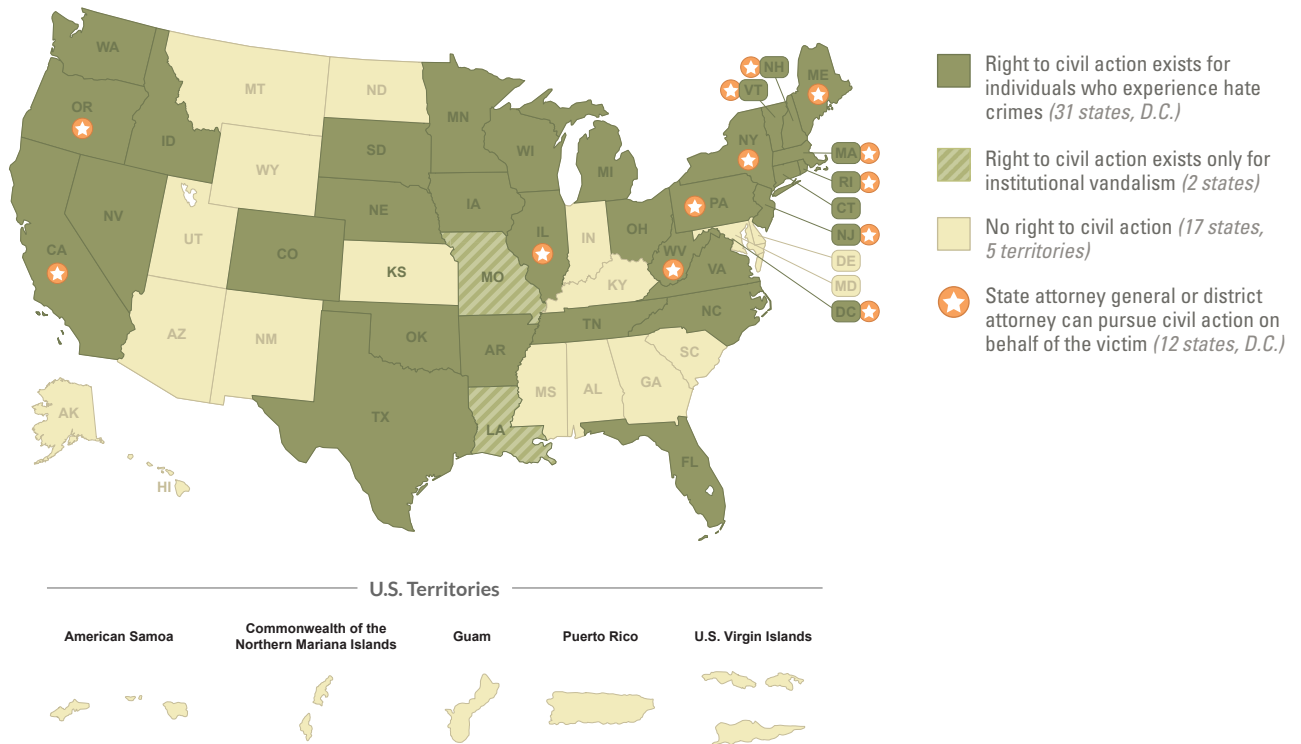 WA
MT
ND
OR
ID
WY
SD
MN
WI
MI
NH
VT
ME
NY
MA
RI
CT
NJ
DE
MD
DC
NV
CA
UT
CO
NE
IA
IL
IN
OH
PA
WV
VA
KS
MO
KY
NC
TN
AZ
NM
OK
AR
SC
MS
AL
GA
TX
LA
FL
AK
HI
Right to civil action exists for
individuals who experience hate
crimes (31 states, D.C.)
Right to civil action exists only for
institutional vandalism (2 states)
No right to civil action (17 states,
5 territories)
State attorney general or district
attorney can pursue civil action on
behalf of the victim (12 states, D.C.)
U.S. Territories
American Samoa
Commonwealth of the
Northern Mariana Islands
Guam
Puerto Rico
U.S. Virgin Islands